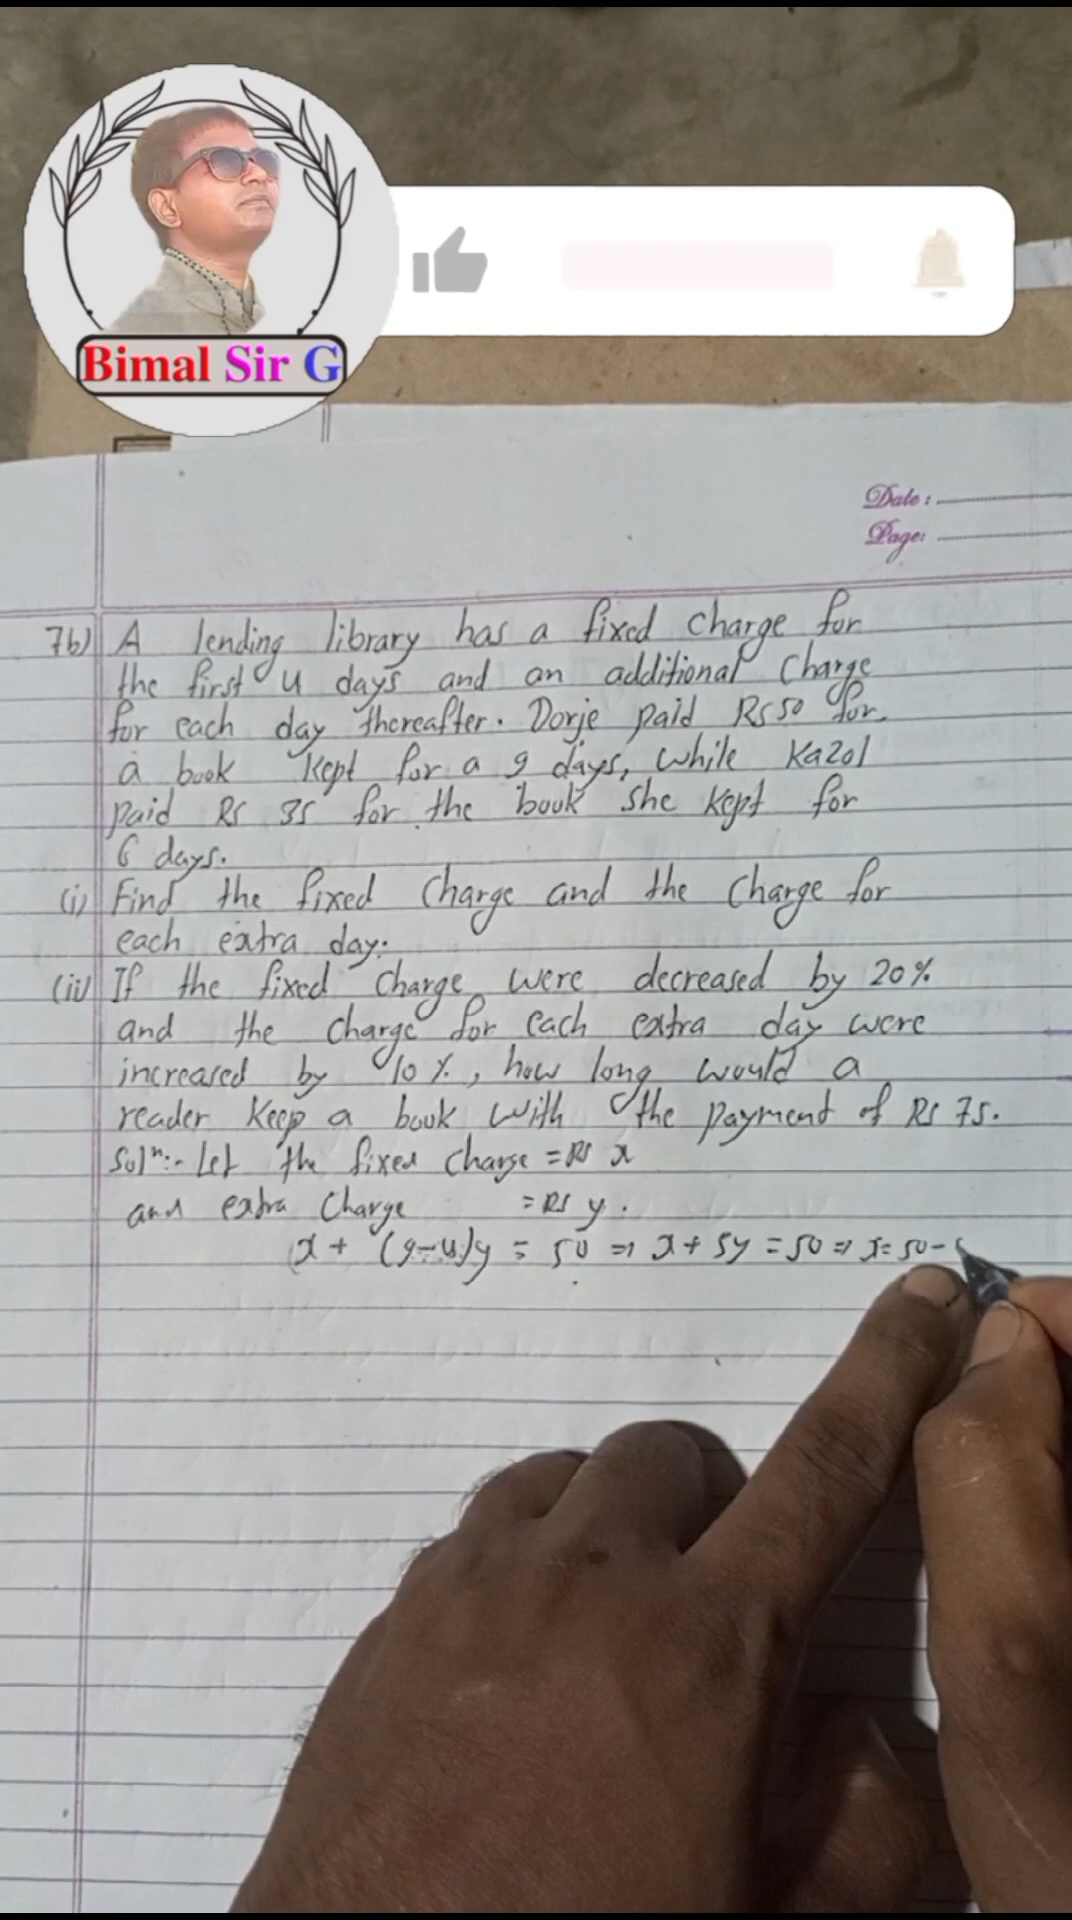 Bimal Sir G
Date:
Page:
7b) A lending library has a fixed charge for
the first 4 days and an additional charge
for each day thereafter. Dorje paid Rs 50 for
a book kept for a 9 days, while Kazol
paid Rs 35 for the book she kept for
6 days.
(i) Find the fixed charge and the charge for
each extra day.
(ii) If the fixed charge were decreased by 20%
and the charge for each extra day were
increased by 10%, how long would a
reader keep a book with the payment of Rs 75.
Solⁿ:- Let the fixed charge = Rs x
and extra charge = Rs y.
x + (9-4)y = 50 ⇒ x + 5y = 50 ⇒ x = 50 -